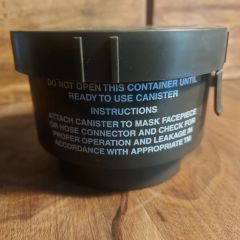 DO NOT OPEN THIS CONTAINER UNTIL
READY TO USE CANISTER
INSTRUCTIONS
ATTACH CANISTER TO MASK FACEPIECE
OR HOSE CONNECTOR AND CHECK FOR
PROPER OPERATION AND LEAKAGE IN
ACCORDANCE WITH APPROPRIATE TM